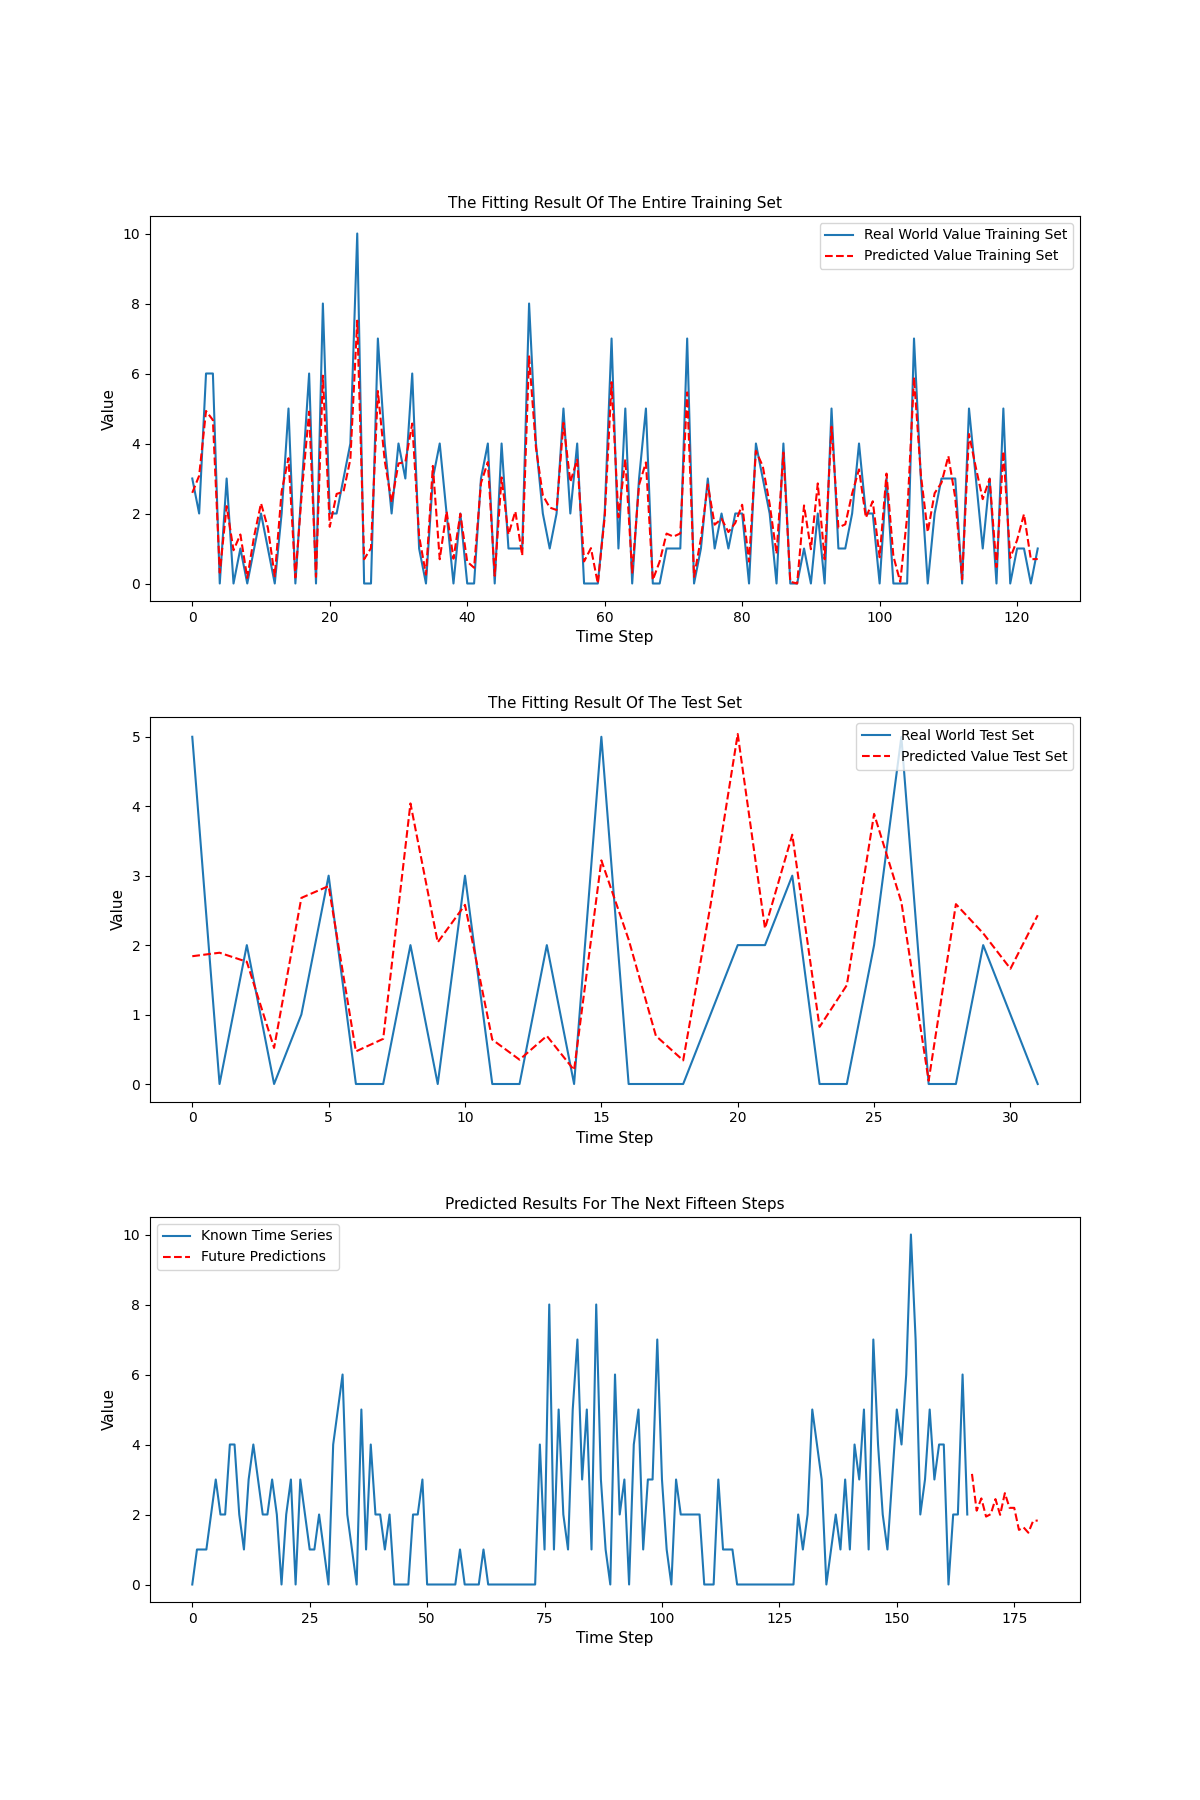 The Fitting Result Of The Entire Training Set
10
8
6
4
2
0
Value
Real World Value Training Set
Predicted Value Training Set
0 20 40 60 80 100 120
Time Step
The Fitting Result Of The Test Set
5
4
3
2
1
0
Value
Real World Test Set
Predicted Value Test Set
0 5 10 15 20 25 30
Time Step
Predicted Results For The Next Fifteen Steps
10
8
6
4
2
0
Value
Known Time Series
Future Predictions
0 25 50 75 100 125 150 175
Time Step